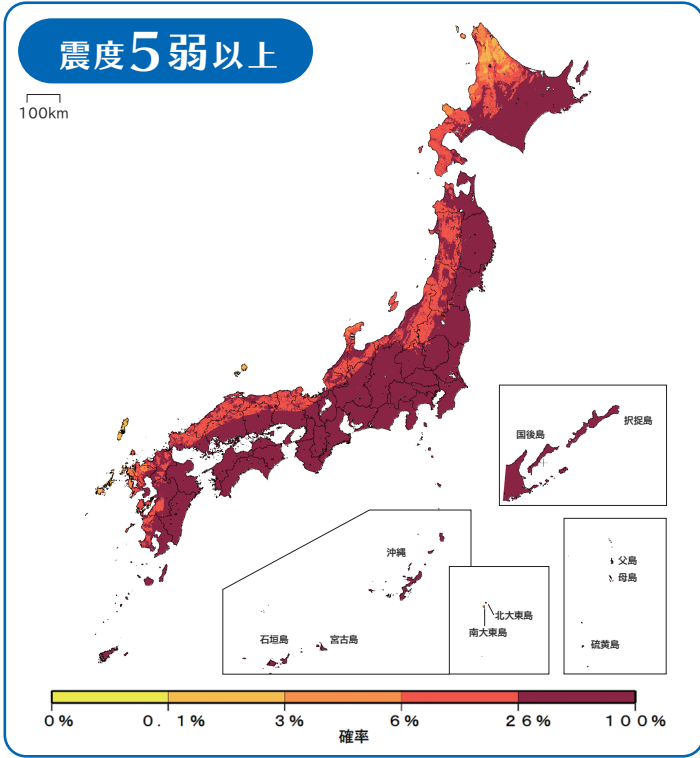 震度5弱以上
100km
国後島
択捉島
沖縄
石垣島
宮古島
北大東島
南大東島
父島
母島
硫黄島
0% 0.1% 3% 6% 26% 100%
確率